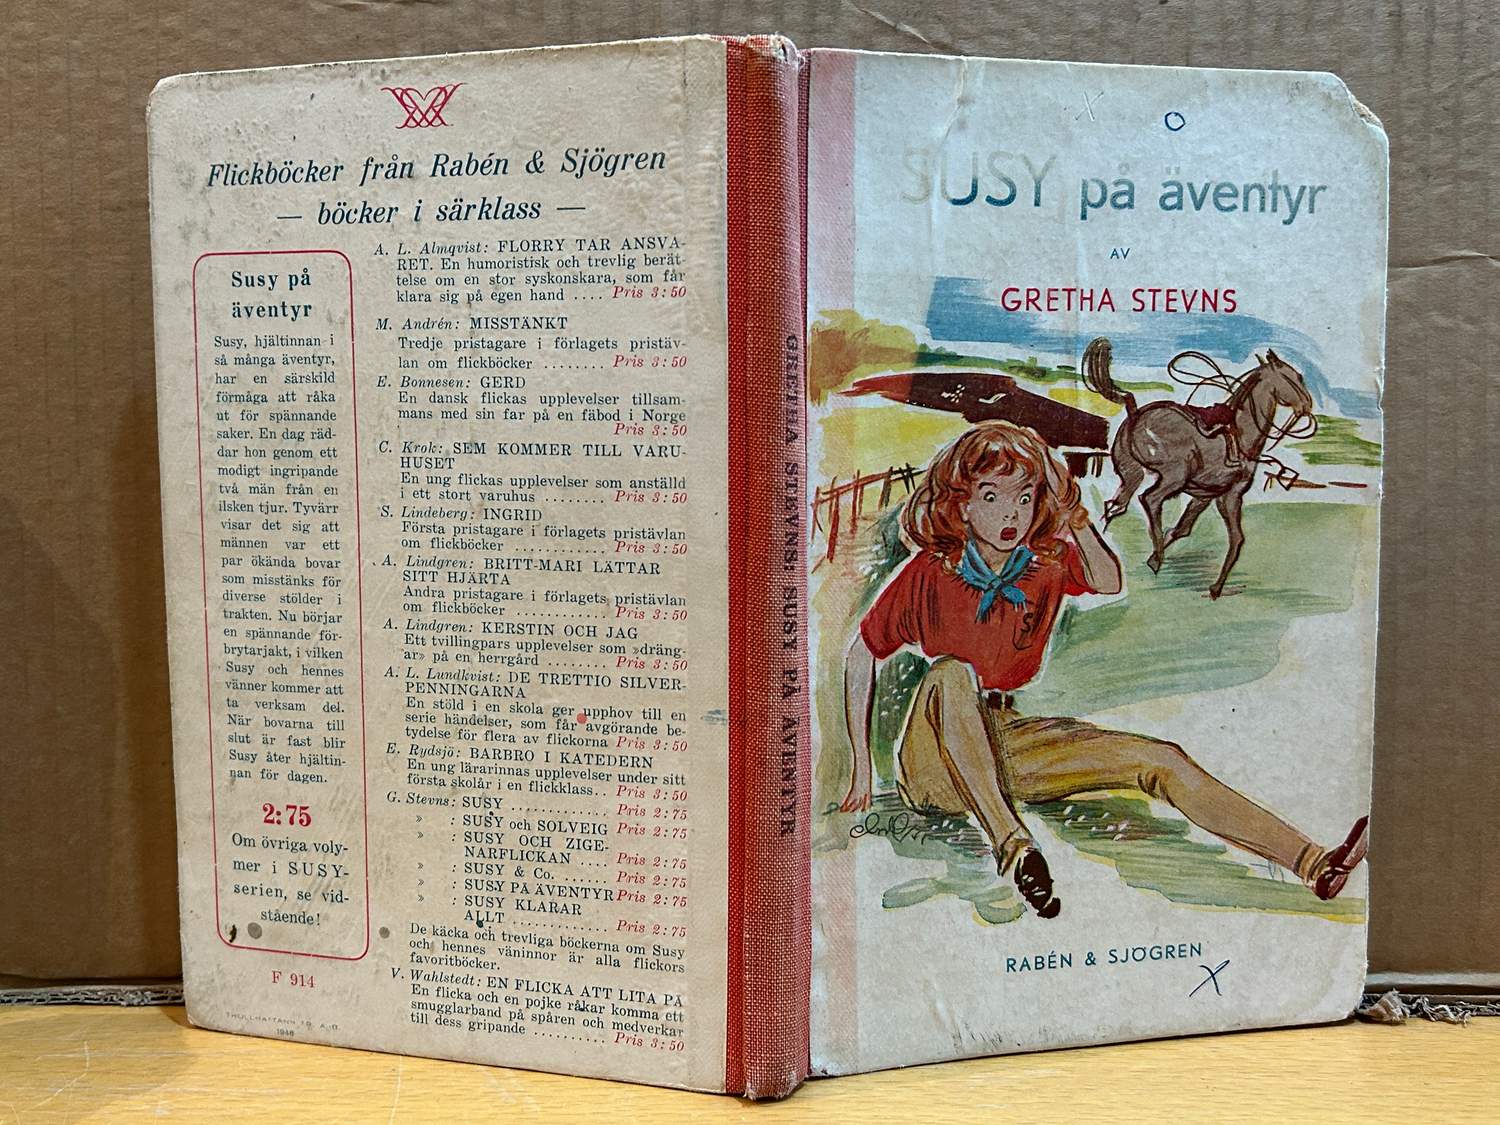 Flickböcker från Rabén & Sjögren
— böcker i särklass —
Susy på
äventyr
Susy, hjältinnan i
så många äventyr,
har en särskild
förmåga att råka
ut för spännande
saker. En dag räd-
dar hon genom ett
modigt ingripande
två män från en
ilsken tjur. Tyvärr
visar det sig att
männen var ett
par ökända bovar
som misstänks för
diverse stölder i
trakten. Nu börjar
en spännande för-
brytarjakt, i vilken
Susy och hennes
vänner kommer att
ta verksam del.
När bovarna till
slut är fast blir
Susy åter hjältin-
nan för dagen.
2:75
Om övriga voly-
mer i SUSY-
serien, se vid-
stående!
F 914
1946
A. L. Almqvist: FLORRY TAR ANSVA-
RET. En humoristisk och trevlig berät-
telse om en stor syskonskara, som får
klara sig på egen hand .... Pris 3:50
M. Andrén: MISSTÄNKT
Tredje pristagare i förlagets pristäv-
lan om flickböcker ........ Pris 3:50
E. Bonnesen: GERD
En dansk flickas upplevelser tillsam-
mans med sin far på en fäbod i Norge
Pris 3:50
C. Krok: SEM KOMMER TILL VARU-
HUSET
En ung flickas upplevelser som anställd
i ett stort varuhus ........ Pris 3:50
S. Lindeberg: INGRID
Första pristagare i förlagets pristävlan
om flickböcker ............ Pris 3:50
A. Lindgren: BRITT-MARI LÄTTAR
SITT HJÄRTA
Andra pristagare i förlagets pristävlan
om flickböcker ............ Pris 3:50
A. Lindgren: KERSTIN OCH JAG
Ett tvillingpars upplevelser som »dräng-
ar» på en herrgård ........ Pris 3:50
A. L. Lundkvist: DE TRETTIO SILVER-
PENNINGARNA
En stöld i en skola ger upphov till en
serie händelser, som får avgörande be-
tydelse för flera av flickorna Pris 3:50
E. Rydsjö: BARBRO I KATEDERN
En ung lärarinnas upplevelser under sitt
första skolår i en flickklass.. Pris 3:50
G. Stevns: SUSY ............ Pris 2:75
» : SUSY och SOLVEIG Pris 2:75
» : SUSY OCH ZIGE-
NARFLICKAN .... Pris 2:75
» : SUSY & Co. ...... Pris 2:75
» : SUSY PÅ ÄVENTYR Pris 2:75
» : SUSY KLARAR
ALLT ............ Pris 2:75
De käcka och trevliga böckerna om Susy
och hennes väninnor är alla flickors
favoritböcker.
V. Wahlstedt: EN FLICKA ATT LITA PÅ
En flicka och en pojke råkar komma ett
smugglarband på spåren och medverkar
till dess gripande .......... Pris 3:50
GRETHA STEVNS: SUSY PÅ ÄVENTYR
X O
SUSY på äventyr
AV
GRETHA STEVNS
S
RABÉN & SJÖGREN
X